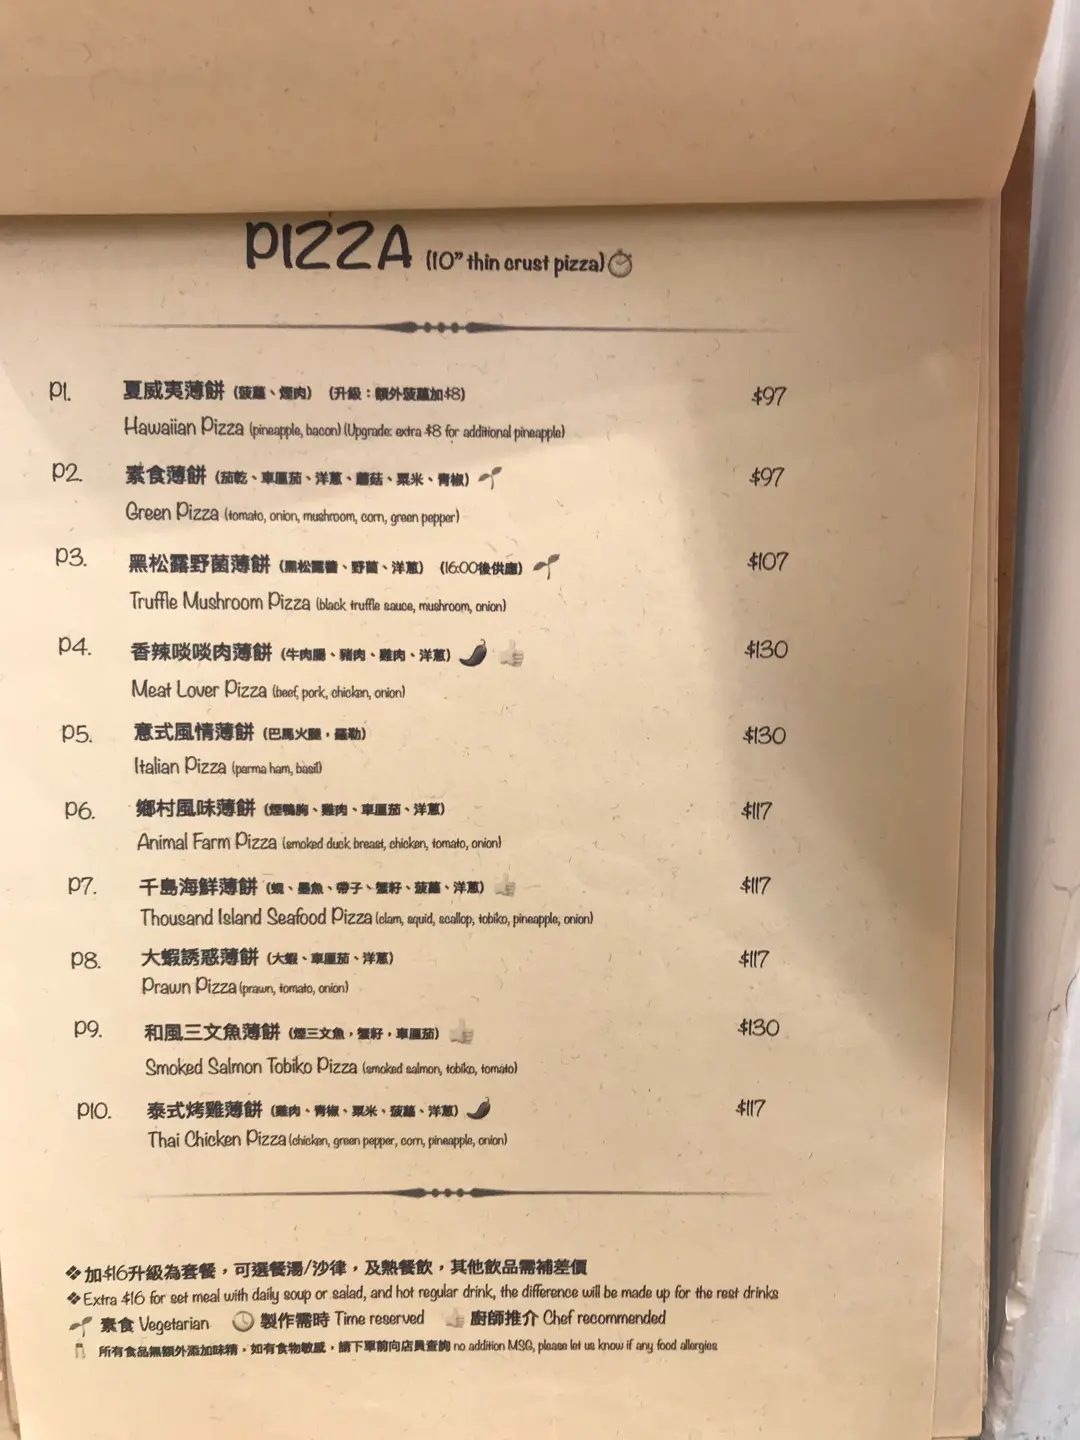 PIZZA (10” thin crust pizza)
P1. 夏威夷薄餅 (菠蘿、煙肉) (升級：額外菠蘿加$8) $97
Hawaiian Pizza (pineapple, bacon) (Upgrade: extra $8 for additional pineapple)
P2. 素食薄餅 (茄乾、車厘茄、洋蔥、蘑菇、粟米、青椒) $97
Green Pizza (tomato, onion, mushroom, corn, green pepper)
P3. 黑松露野菌薄餅 (黑松露醬、野菌、洋蔥) (16:00後供應) $107
Truffle Mushroom Pizza (black truffle sauce, mushroom, onion)
P4. 香辣啖啖肉薄餅 (牛肉腸、豬肉、雞肉、洋蔥) $130
Meat Lover Pizza (beef, pork, chicken, onion)
P5. 意式風情薄餅 (巴馬火腿，羅勒) $130
Italian Pizza (parma ham, basil)
P6. 鄉村風味薄餅 (煙鴨胸、雞肉、車厘茄、洋蔥) $117
Animal Farm Pizza (smoked duck breast, chicken, tomato, onion)
P7. 千島海鮮薄餅 (蜆、墨魚、帶子、蟹籽、菠蘿、洋蔥) $117
Thousand Island Seafood Pizza (clam, squid, scallop, tobiko, pineapple, onion)
P8. 大蝦誘惑薄餅 (大蝦、車厘茄、洋蔥) $117
Prawn Pizza (prawn, tomato, onion)
P9. 和風三文魚薄餅 (煙三文魚，蟹籽，車厘茄) $130
Smoked Salmon Tobiko Pizza (smoked salmon, tobiko, tomato)
P10. 泰式烤雞薄餅 (雞肉、青椒、粟米、菠蘿、洋蔥) $117
Thai Chicken Pizza (chicken, green pepper, corn, pineapple, onion)
❖加$16升級為套餐，可選餐湯/沙律，及熱餐飲，其他飲品需補差價
❖Extra $16 for set meal with daily soup or salad, and hot regular drink, the difference will be made up for the rest drinks
素食 Vegetarian 製作需時 Time reserved 廚師推介 Chef recommended
所有食品無額外添加味精，如有食物敏感，請下單前向店員查詢 no addition MSG, please let us know if any food allergies